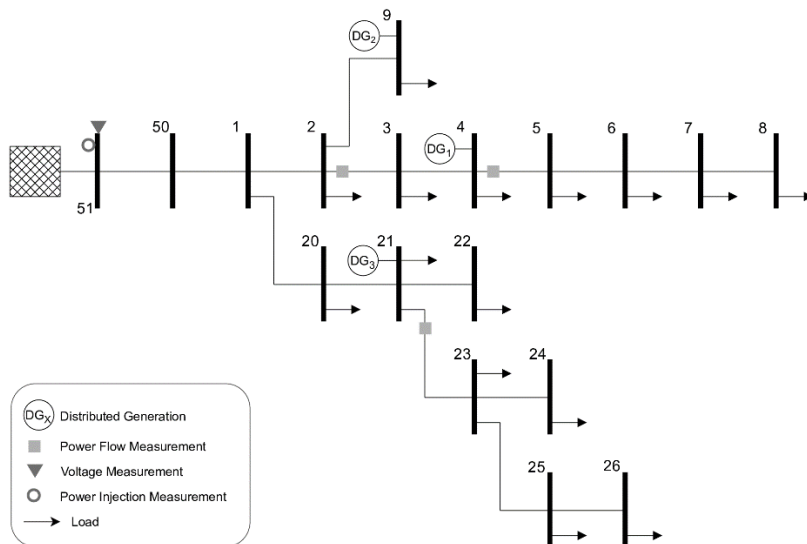 9
DG2
50
1
2
3
4
5
6
7
8
DG1
51
20
21
22
DG3
23
24
25
26
DGX Distributed Generation
Power Flow Measurement
Voltage Measurement
Power Injection Measurement
Load